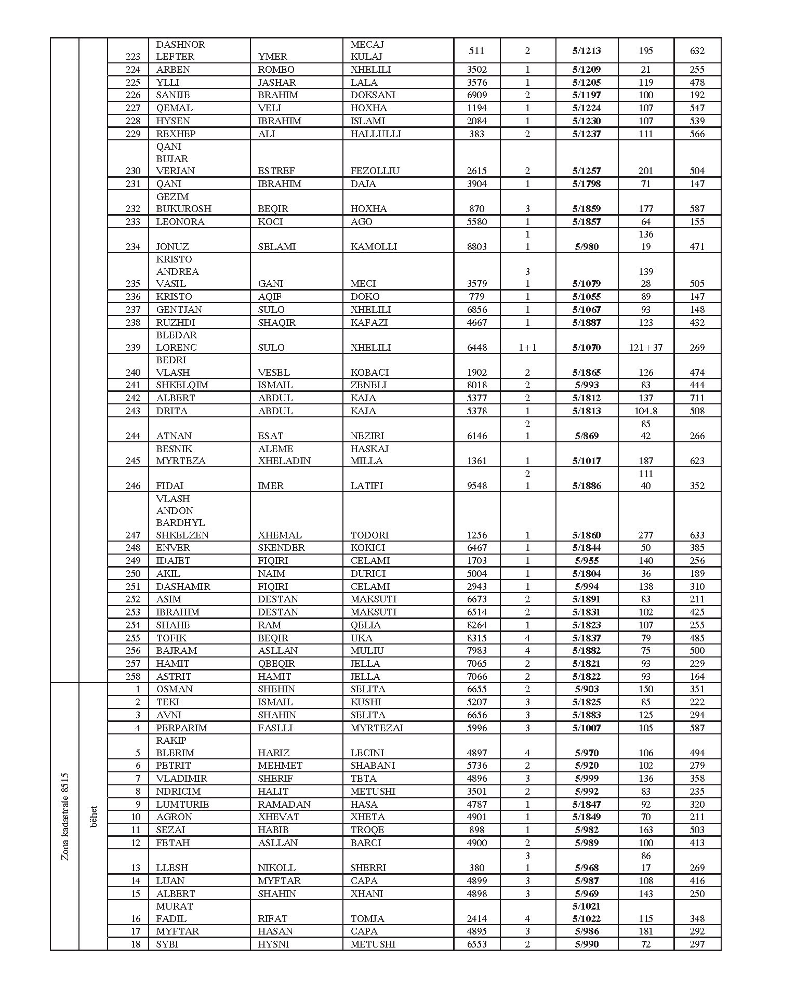 DASHNOR MECAJ
223 LEFTER YMER KULAJ 511 2 5/1213 195 632
224 ARBEN ROMEO XHELILI 3502 1 5/1209 21 255
225 YLLI JASHAR LALA 3576 1 5/1205 119 478
226 SANIJE BRAHIM DOKSANI 6909 2 5/1197 100 192
227 QEMAL VELI HOXHA 1194 1 5/1224 107 547
228 HYSEN IBRAHIM ISLAMI 2084 1 5/1230 107 539
229 REXHEP ALI HALLULLI 383 2 5/1237 111 566
QANI
BUJAR
230 VERJAN ESTREF FEZOLLIU 2615 2 5/1257 201 504
231 QANI IBRAHIM DAJA 3904 1 5/1798 71 147
GEZIM
232 BUKUROSH BEQIR HOXHA 870 3 5/1859 177 587
233 LEONORA KOCI AGO 5580 1 5/1857 64 155
1 136
234 JONUZ SELAMI KAMOLLI 8803 1 5/980 19 471
KRISTO
ANDREA 3 139
235 VASIL GANI MECI 3579 1 5/1079 28 505
236 KRISTO AQIF DOKO 779 1 5/1055 89 147
237 GENTJAN SULO XHELILI 6856 1 5/1067 93 148
238 RUZHDI SHAQIR KAFAZI 4667 1 5/1887 123 432
BLEDAR
239 LORENC SULO XHELILI 6448 1+1 5/1070 121+37 269
BEDRI
240 VLASH VESEL KOBACI 1902 2 5/1865 126 474
241 SHKELQIM ISMAIL ZENELI 8018 2 5/993 83 444
242 ALBERT ABDUL KAJA 5377 2 5/1812 137 711
243 DRITA ABDUL KAJA 5378 1 5/1813 104.8 508
2 85
244 ATNAN ESAT NEZIRI 6146 1 5/869 42 266
BESNIK ALEME HASKAJ
245 MYRTEZA XHELADIN MILLA 1361 1 5/1017 187 623
2 111
246 FIDAI IMER LATIFI 9548 1 5/1886 40 352
VLASH
ANDON
BARDHYL
247 SHKELZEN XHEMAL TODORI 1256 1 5/1860 277 633
248 ENVER SKENDER KOKICI 6467 1 5/1844 50 385
249 IDAJET FIQIRI CELAMI 1703 1 5/955 140 256
250 AKIL NAIM DURICI 5004 1 5/1804 36 189
251 DASHAMIR FIQIRI CELAMI 2943 1 5/994 138 310
252 ASIM DESTAN MAKSUTI 6673 2 5/1891 83 211
253 IBRAHIM DESTAN MAKSUTI 6514 2 5/1831 102 425
254 SHAHE RAM QELIA 8264 1 5/1823 107 255
255 TOFIK BEQIR UKA 8315 4 5/1837 79 485
256 BAJRAM ASLLAN MULIU 7983 4 5/1882 75 500
257 HAMIT QBEQIR JELLA 7065 2 5/1821 93 229
258 ASTRIT HAMIT JELLA 7066 2 5/1822 93 164
Zona kadastrale 8515
bëhet
1 OSMAN SHEHIN SELITA 6655 2 5/903 150 351
2 TEKI ISMAIL KUSHI 5207 3 5/1825 85 222
3 AVNI SHAHIN SELITA 6656 3 5/1883 125 294
4 PERPARIM FASLLI MYRTEZAI 5996 3 5/1007 105 587
RAKIP
5 BLERIM HARIZ LECINI 4897 4 5/970 106 494
6 PETRIT MEHMET SHABANI 5736 2 5/920 102 279
7 VLADIMIR SHERIF TETA 4896 3 5/999 136 358
8 NDRICIM HALIT METUSHI 3501 2 5/992 83 235
9 LUMTURIE RAMADAN HASA 4787 1 5/1847 92 320
10 AGRON XHEVAT XHETA 4901 1 5/1849 70 211
11 SEZAI HABIB TROQE 898 1 5/982 163 503
12 FETAH ASLLAN BARCI 4900 2 5/989 100 413
3 86
13 LLESH NIKOLL SHERRI 380 1 5/968 17 269
14 LUAN MYFTAR CAPA 4899 3 5/987 108 416
15 ALBERT SHAHIN XHANI 4898 3 5/969 143 250
MURAT 5/1021
16 FADIL RIFAT TOMJA 2414 4 5/1022 115 348
17 MYFTAR HASAN CAPA 4895 3 5/986 181 292
18 SYBI HYSNI METUSHI 6553 2 5/990 72 297